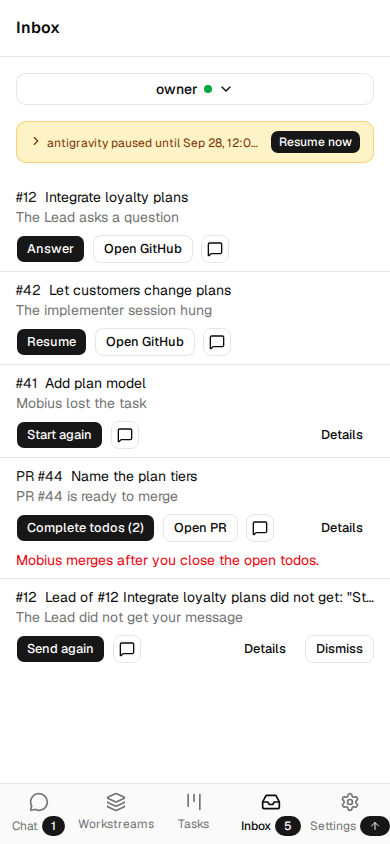 Inbox
owner
antigravity paused until Sep 28, 12:0... Resume now
#12 Integrate loyalty plans
The Lead asks a question
Answer Open GitHub
#42 Let customers change plans
The implementer session hung
Resume Open GitHub
#41 Add plan model
Mobius lost the task
Start again Details
PR #44 Name the plan tiers
PR #44 is ready to merge
Complete todos (2) Open PR Details
Mobius merges after you close the open todos.
#12 Lead of #12 Integrate loyalty plans did not get: "St...
The Lead did not get your message
Send again Details Dismiss
Chat 1 Workstreams Tasks Inbox 5 Settings ↑